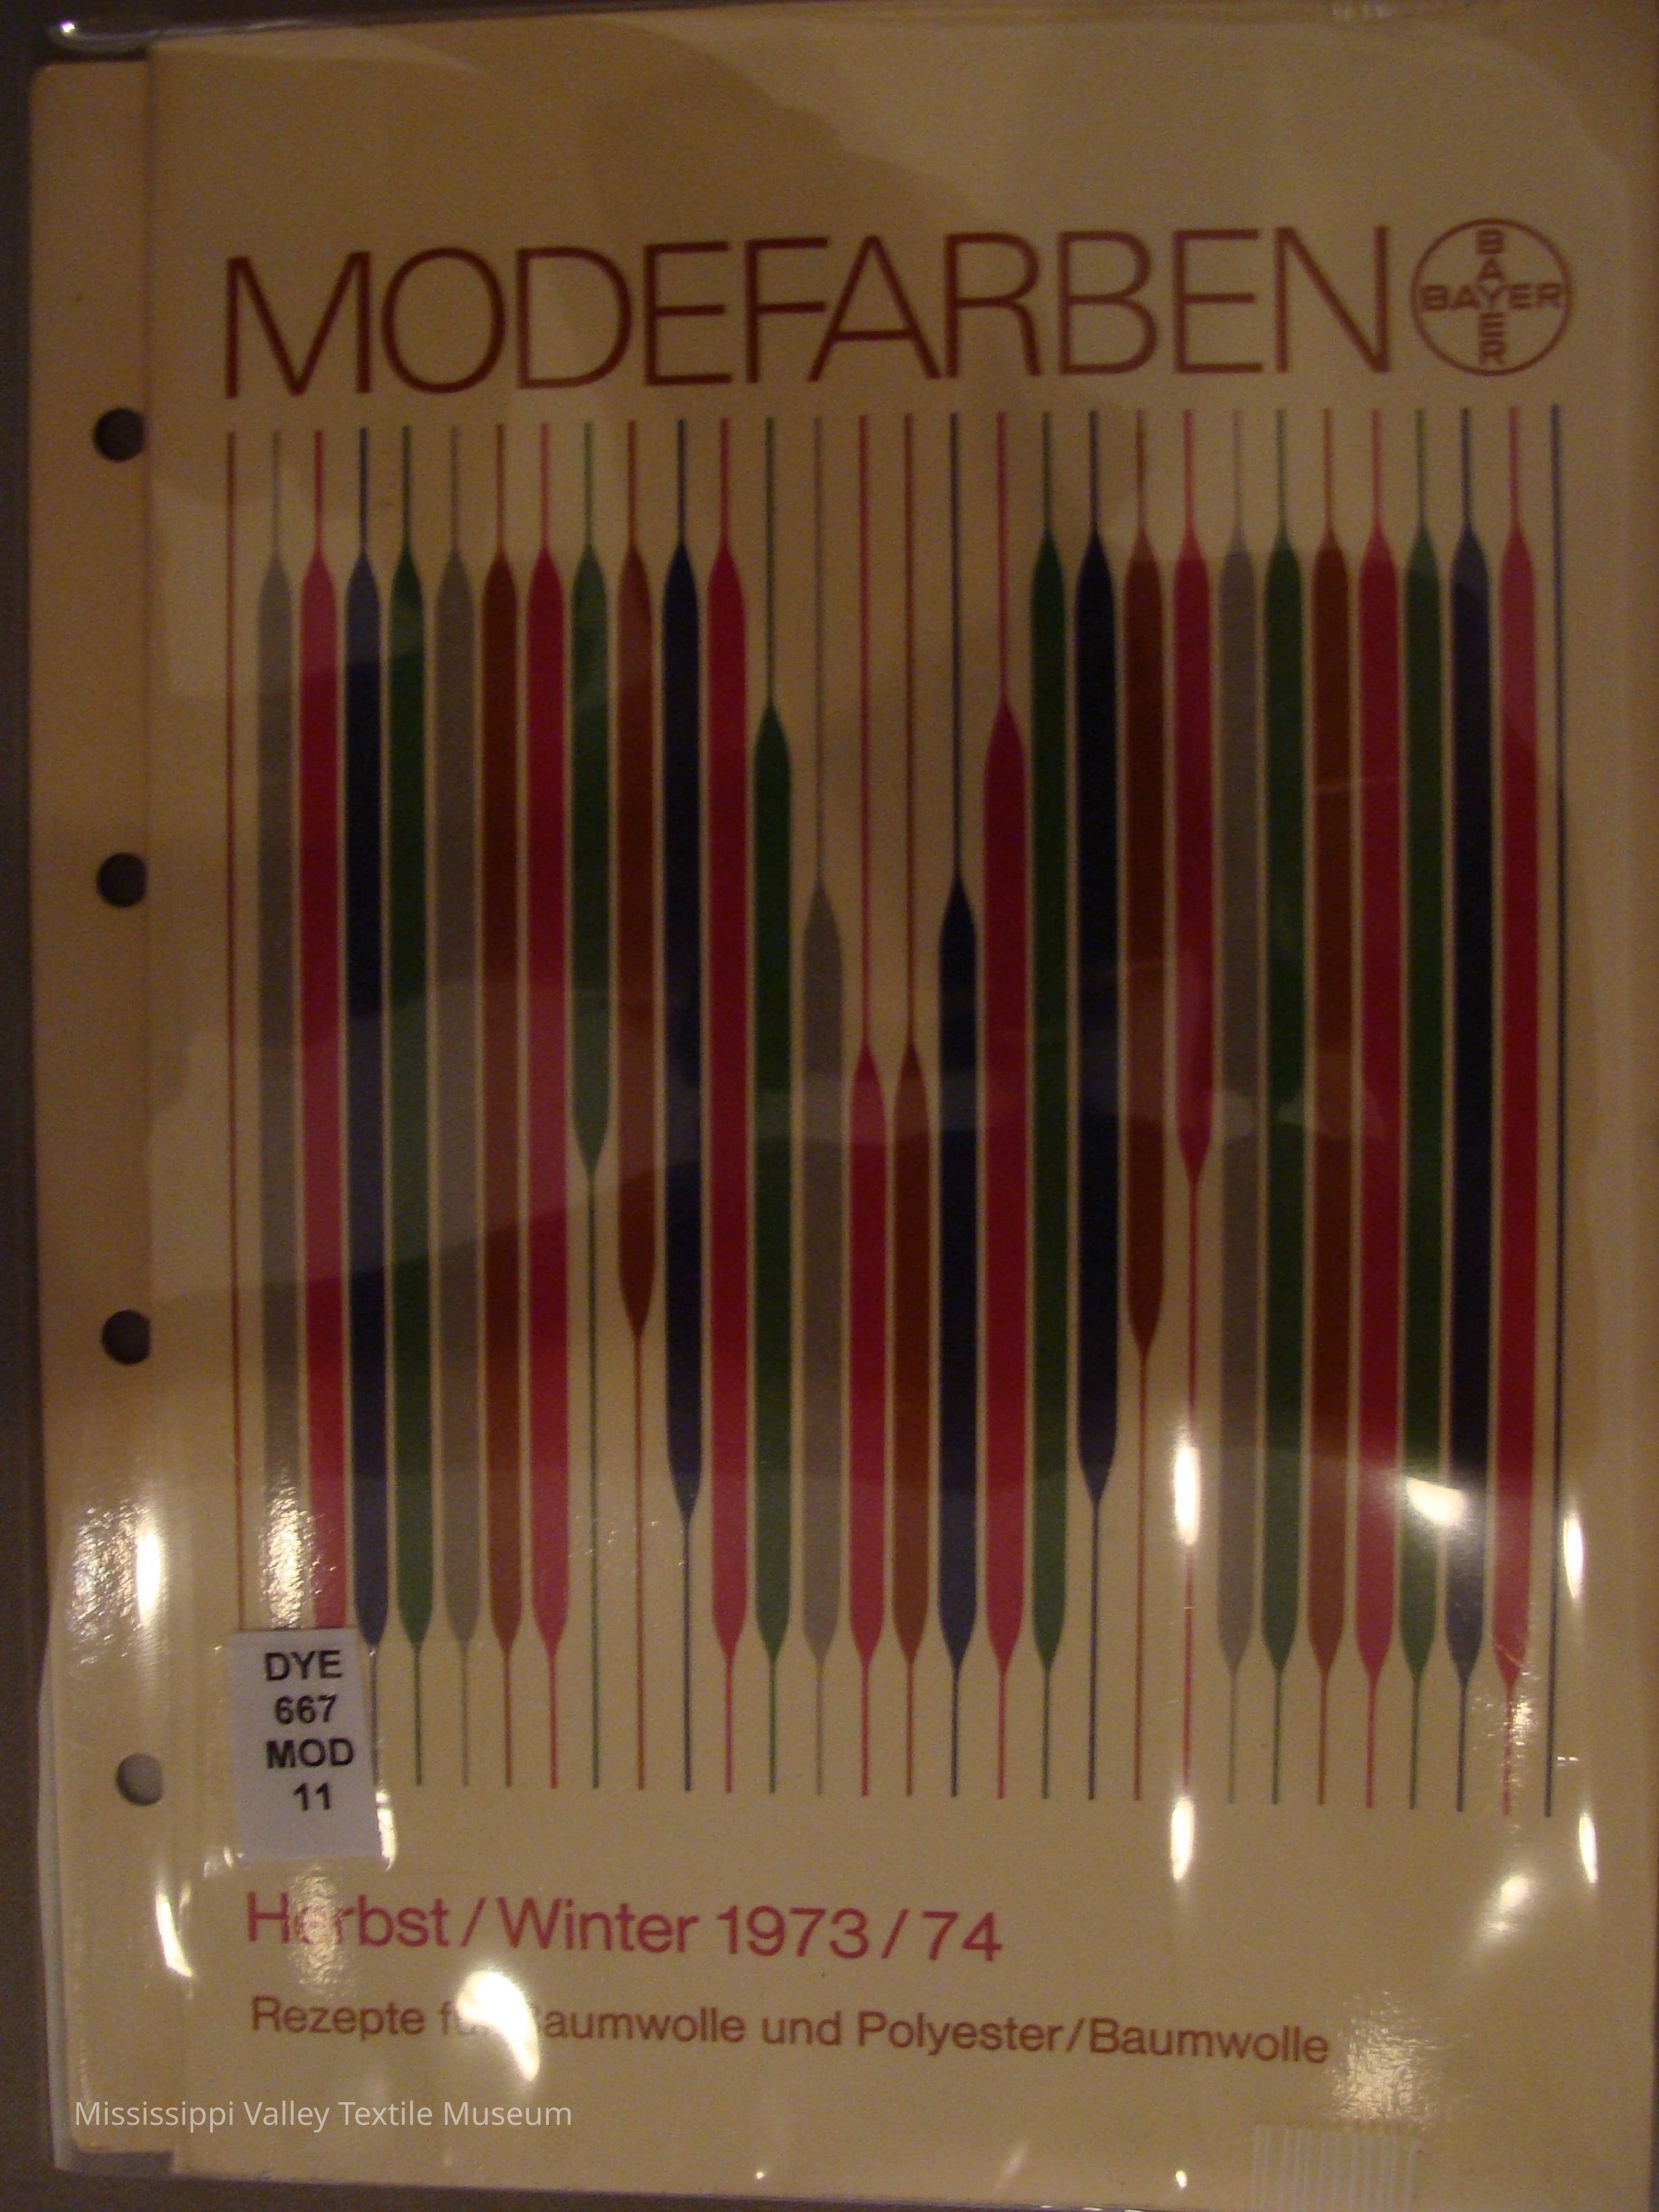 MODEFARBEN
BAYER
BAYER
DYE
667
MOD
11
Herbst / Winter 1973 / 74
Rezepte für Baumwolle und Polyester/Baumwolle
Mississippi Valley Textile Museum